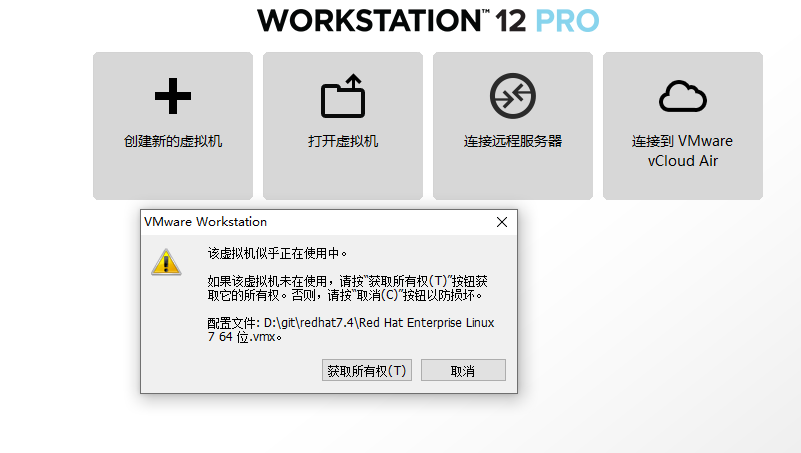 WORKSTATION™ 12 PRO
创建新的虚拟机
打开虚拟机
连接远程服务器
连接到 VMware
vCloud Air
VMware Workstation
该虚拟机似乎正在使用中。
如果该虚拟机未在使用，请按“获取所有权(T)”按钮获
取它的所有权。否则，请按“取消(C)”按钮以防损坏。
配置文件: D:\git\redhat7.4\Red Hat Enterprise Linux
7 64 位.vmx。
获取所有权(T)
取消